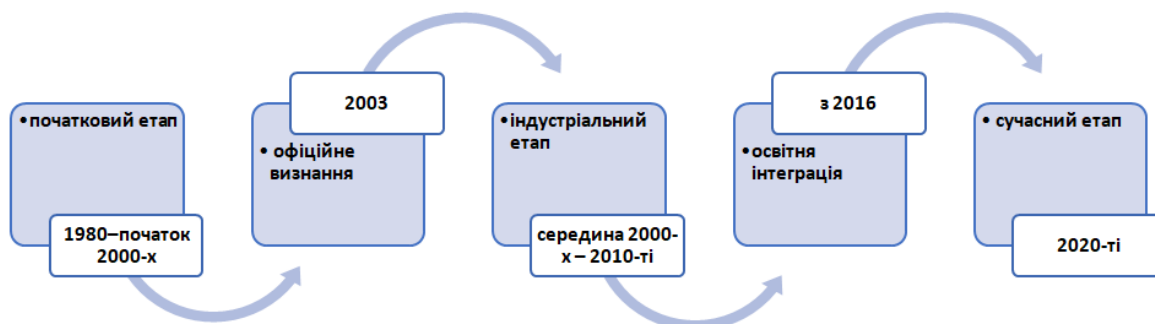 •початковий етап
1980–початок
2000-х
2003
• офіційне
визнання
•індустріальний
етап
середина 2000-
х – 2010-ті
з 2016
•освітня
інтеграція
• сучасний етап
2020-ті